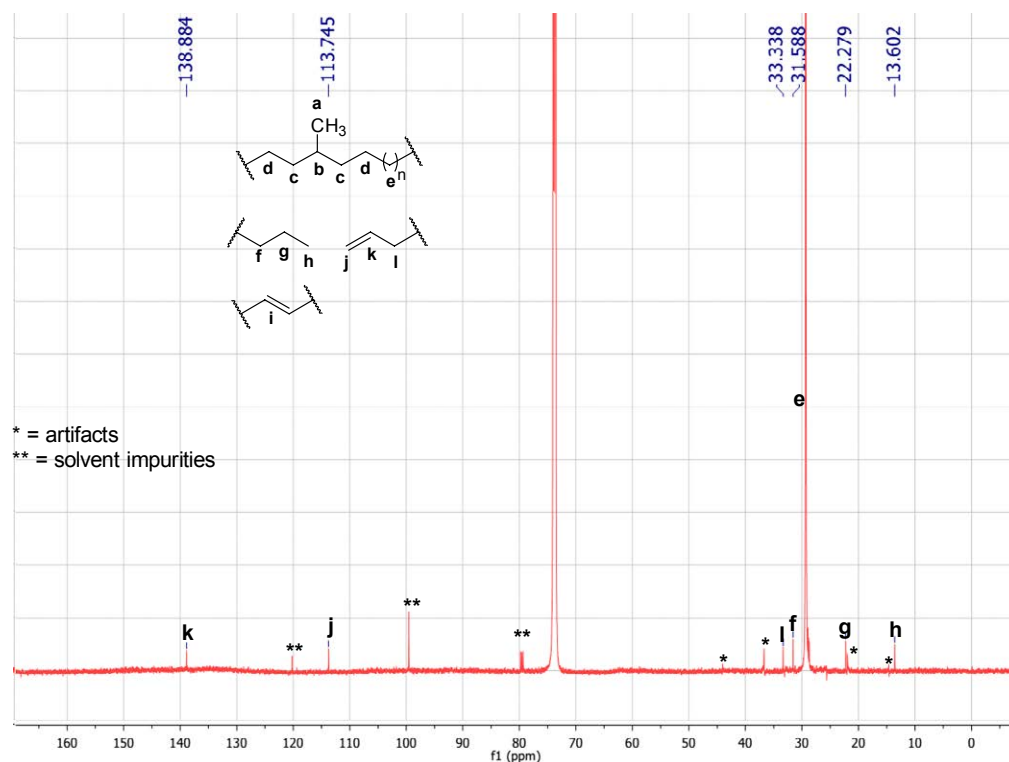 138.884
113.745
33.338
31.588
22.279
13.602
a
CH3
d
c
b
c
d
e
n
f
g
h
j
k
l
i
e
* = artifacts
** = solvent impurities
k
**
j
**
**
*
*
l
f
g
*
*
h
160 150 140 130 120 110 100 90 80 70 60 50 40 30 20 10 0
f1 (ppm)